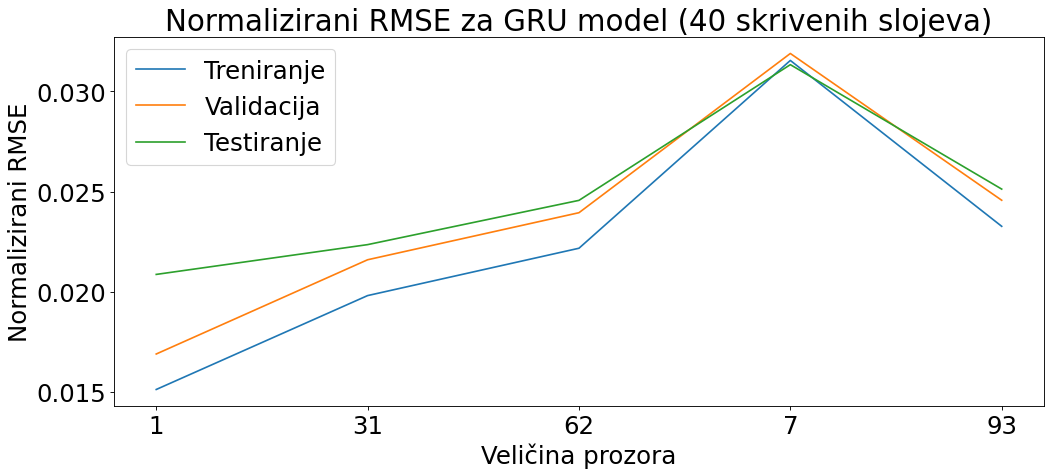 Normalizirani RMSE za GRU model (40 skrivenih slojeva)
Treniranje
Validacija
Testiranje
Normalizirani RMSE
0.030
0.025
0.020
0.015
1 31 62 7 93
Veličina prozora